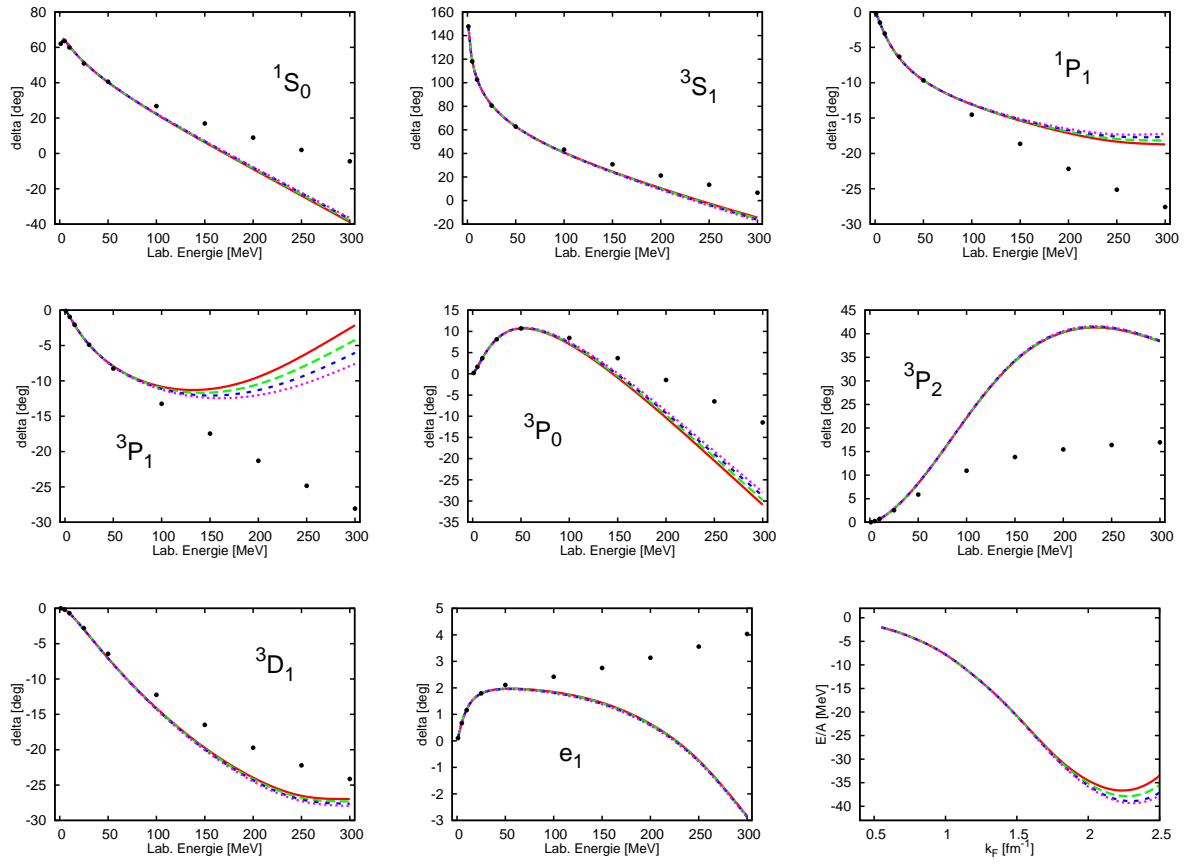 80
60
40
20
0
-20
-40
delta [deg]
0 50 100 150 200 250 300
Lab. Energie [MeV]
1S0
160
140
120
100
80
60
40
20
0
-20
delta [deg]
0 50 100 150 200 250 300
Lab. Energie [MeV]
3S1
0
-5
-10
-15
-20
-25
-30
delta [deg]
0 50 100 150 200 250 300
Lab. Energie [MeV]
1P1
0
-5
-10
-15
-20
-25
-30
delta [deg]
0 50 100 150 200 250 300
Lab. Energie [MeV]
3P1
15
10
5
0
-5
-10
-15
-20
-25
-30
-35
delta [deg]
0 50 100 150 200 250 300
Lab. Energie [MeV]
3P0
45
40
35
30
25
20
15
10
5
0
delta [deg]
0 50 100 150 200 250 300
Lab. Energie [MeV]
3P2
0
-5
-10
-15
-20
-25
-30
delta [deg]
0 50 100 150 200 250 300
Lab. Energie [MeV]
3D1
5
4
3
2
1
0
-1
-2
-3
delta [deg]
0 50 100 150 200 250 300
Lab. Energie [MeV]
e1
0
-5
-10
-15
-20
-25
-30
-35
-40
E/A [MeV]
0.5 1 1.5 2 2.5
kF [fm-1]